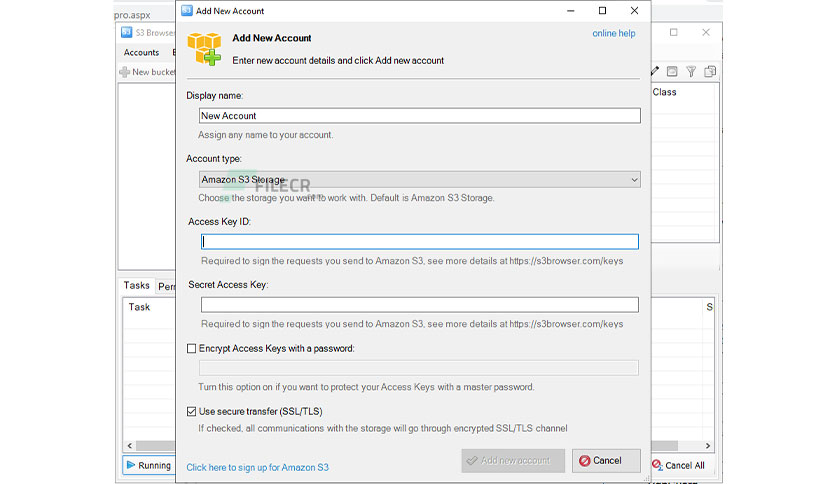 pro.aspx
S3 Browser
Accounts
New bucket
Class
Tasks
Task
S
Running
Cancel All
S3 Add New Account
Add New Account
online help
Enter new account details and click Add new account
Display name:
New Account
Assign any name to your account.
Account type:
Amazon S3 Storage
FILECR
.com
Choose the storage you want to work with. Default is Amazon S3 Storage.
Access Key ID:
Required to sign the requests you send to Amazon S3, see more details at https://s3browser.com/keys
Secret Access Key:
Required to sign the requests you send to Amazon S3, see more details at https://s3browser.com/keys
Encrypt Access Keys with a password:
Turn this option on if you want to protect your Access Keys with a master password.
Use secure transfer (SSL/TLS)
If checked, all communications with the storage will go through encrypted SSL/TLS channel
Click here to sign up for Amazon S3
Add new account
Cancel